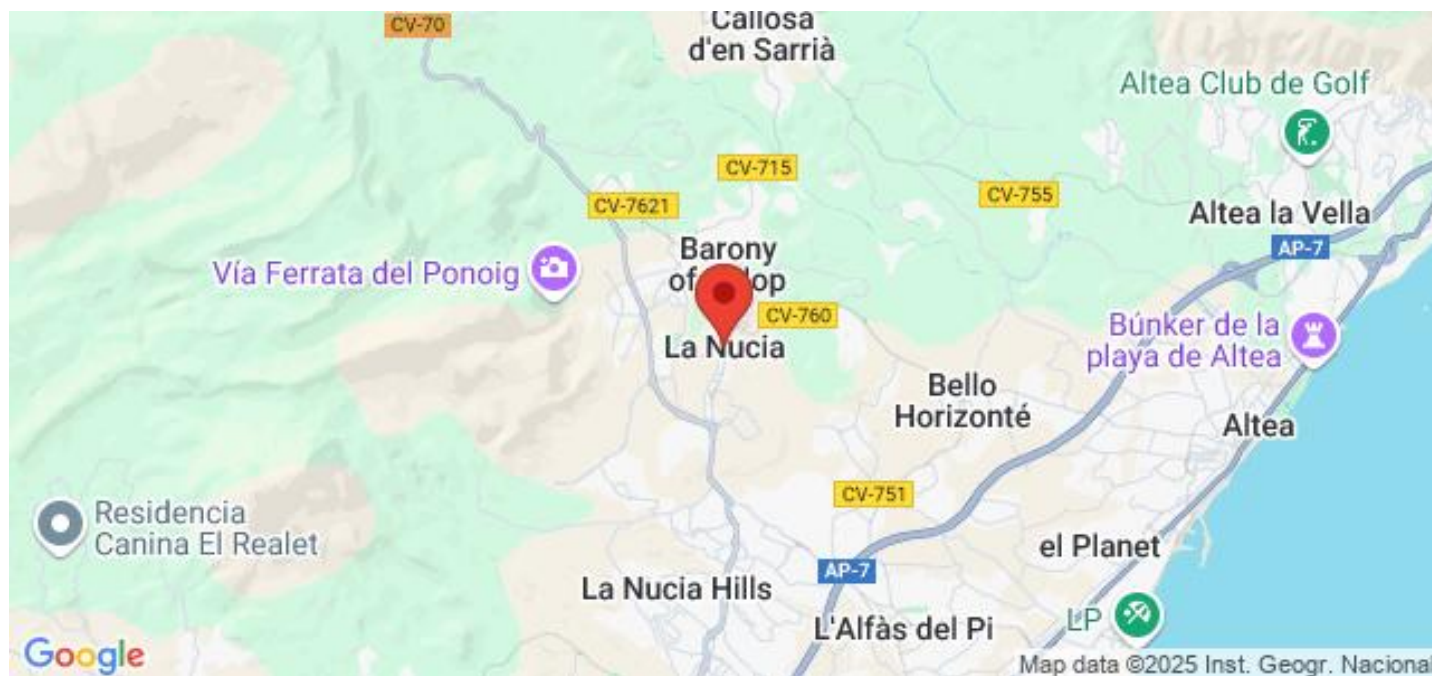 CV-70
Callosa
d'en Sarrià
Altea Club de Golf
CV-715
CV-755
CV-7621
Altea la Vella
AP-7
Barony
Vía Ferrata del Ponoig
CV-760
La Nucia
Búnker de la
playa de Altea
Bello
Horizonté
Altea
CV-751
Residencia
Canina El Realet
el Planet
AP-7
La Nucia Hills
L'Alfàs del Pi
LP
Google
Map data ©2025 Inst. Geogr. Nacional